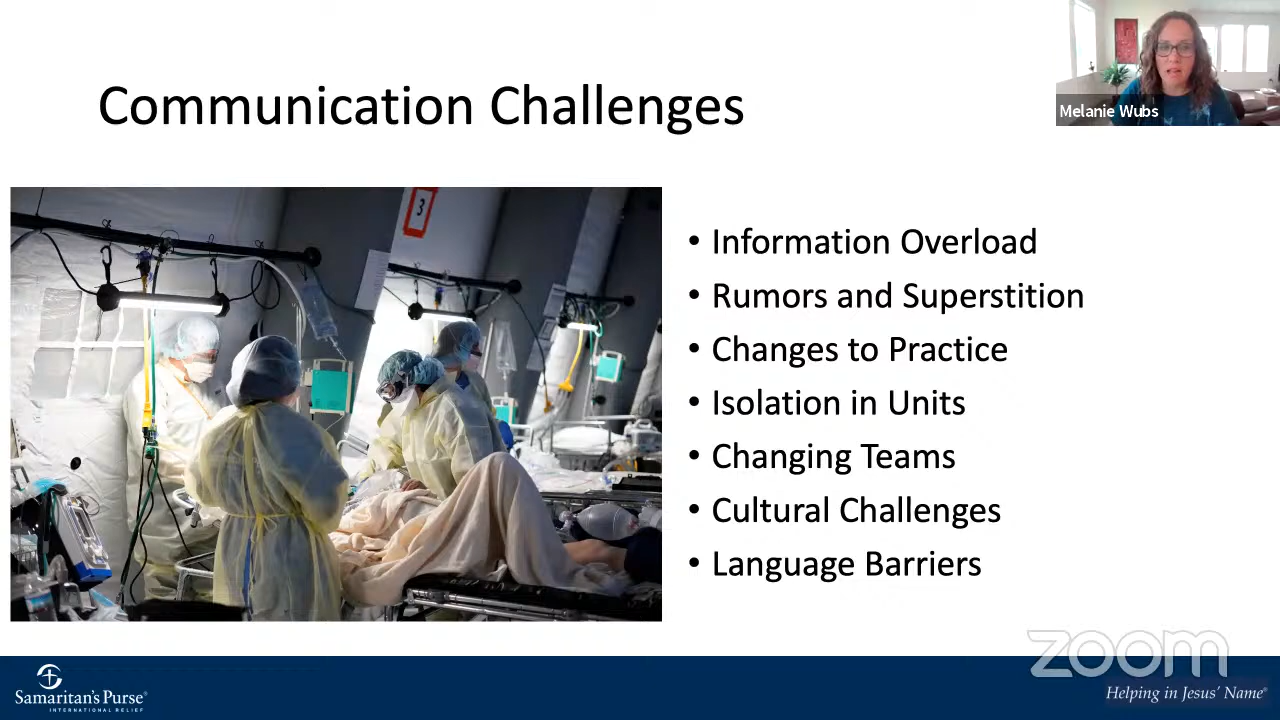 Communication Challenges
Melanie Wubs
3
• Information Overload
• Rumors and Superstition
• Changes to Practice
• Isolation in Units
• Changing Teams
• Cultural Challenges
• Language Barriers
zoom
Samaritan's Purse®
INTERNATIONAL RELIEF
Helping in Jesus' Name®